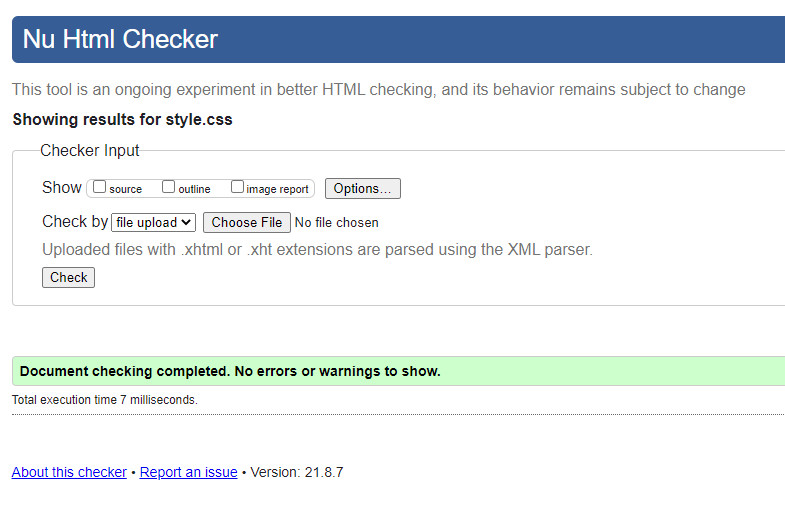 Nu Html Checker
This tool is an ongoing experiment in better HTML checking, and its behavior remains subject to change
Showing results for style.css
Checker Input
Show source outline image report Options...
Check by file upload Choose File No file chosen
Uploaded files with .xhtml or .xht extensions are parsed using the XML parser.
Check
Document checking completed. No errors or warnings to show.
Total execution time 7 milliseconds.
About this checker • Report an issue • Version: 21.8.7